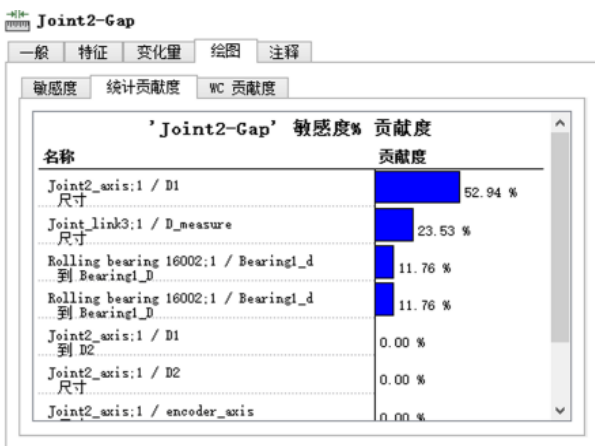 Joint2-Gap
一般 特征 变化量 绘图 注释
敏感度 统计贡献度 WC 贡献度
'Joint2-Gap' 敏感度% 贡献度
名称 贡献度
Joint2_axis;1 / D1
尺寸
52.94 %
Joint_link3;1 / D_measure
尺寸
23.53 %
Rolling bearing 16002;1 / Bearing1_d
到 Bearing1_D
11.76 %
Rolling bearing 16002;1 / Bearing1_d
到 Bearing1_D
11.76 %
Joint2_axis;1 / D1
到 D2
0.00 %
Joint2_axis;1 / D2
尺寸
0.00 %
Joint2_axis;1 / encoder_axis
0.00 %